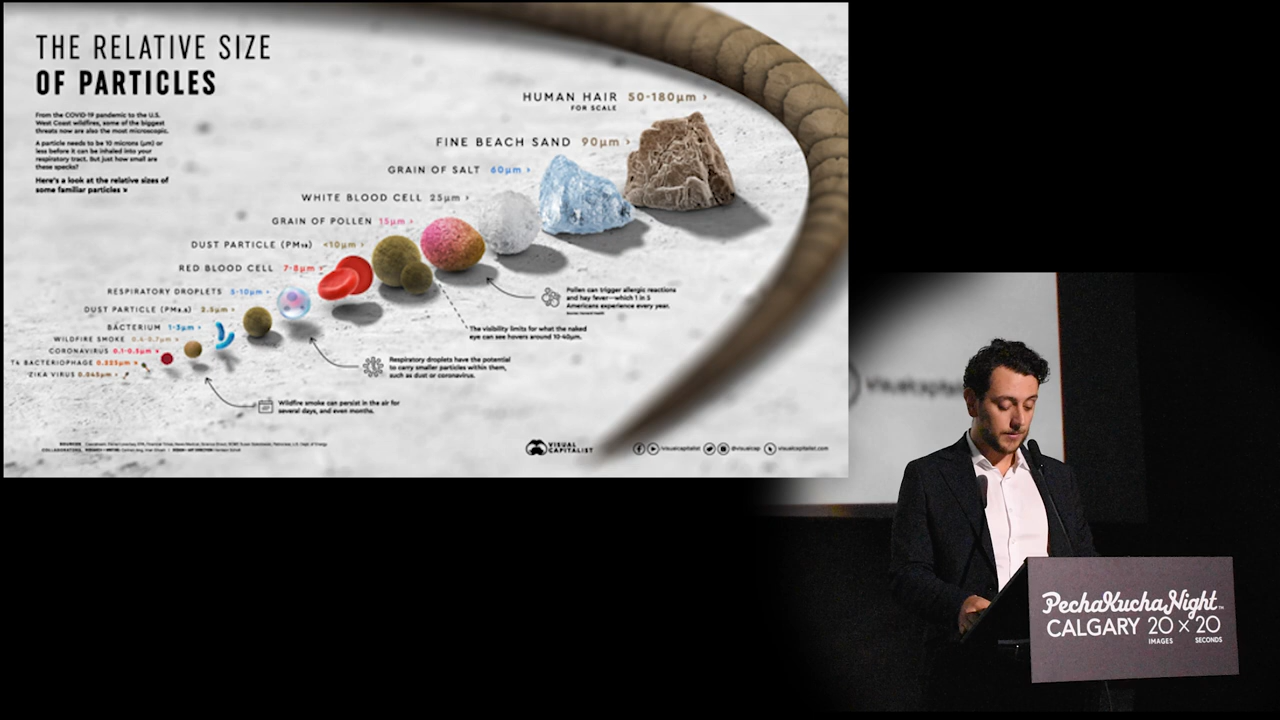 THE RELATIVE SIZE
OF PARTICLES
From the COVID-19 pandemic to the U.S.
West Coast wildfires, some of the biggest
threats now are also the most microscopic.
A particle needs to be 10 microns (µm) or
less before it can be inhaled into your
respiratory tract. But just how small are
these specks?
Here's a look at the relative sizes of
some familiar particles »
HUMAN HAIR 50-180µm ›
FOR SCALE
FINE BEACH SAND 90µm ›
GRAIN OF SALT 60µm ›
WHITE BLOOD CELL 25µm ›
GRAIN OF POLLEN 15µm ›
DUST PARTICLE (PM10) <10µm ›
RED BLOOD CELL 7-8µm ›
RESPIRATORY DROPLETS 5-10µm ›
DUST PARTICLE (PM2.5) 2.5µm ›
BACTERIUM 1-3µm ›
WILDFIRE SMOKE 0.4-0.7µm ›
CORONAVIRUS 0.1-0.5µm ›
T4 BACTERIOPHAGE 0.225µm ›
ZIKA VIRUS 0.045µm ›
Pollen can trigger allergic reactions
and hay fever—which 1 in 5
Americans experience every year.
The visibility limits for what the naked
eye can see hovers around 10-40µm.
Respiratory droplets have the potential
to carry smaller particles within them,
such as dust or coronavirus.
Wildfire smoke can persist in the air for
several days, and even months.
SOURCES
COLLABORATORS
VISUAL
CAPITALIST
/visualcapitalist
@visualcap
visualcapitalist.com
PechaKucha Night™
CALGARY 20 × 20
IMAGES SECONDS